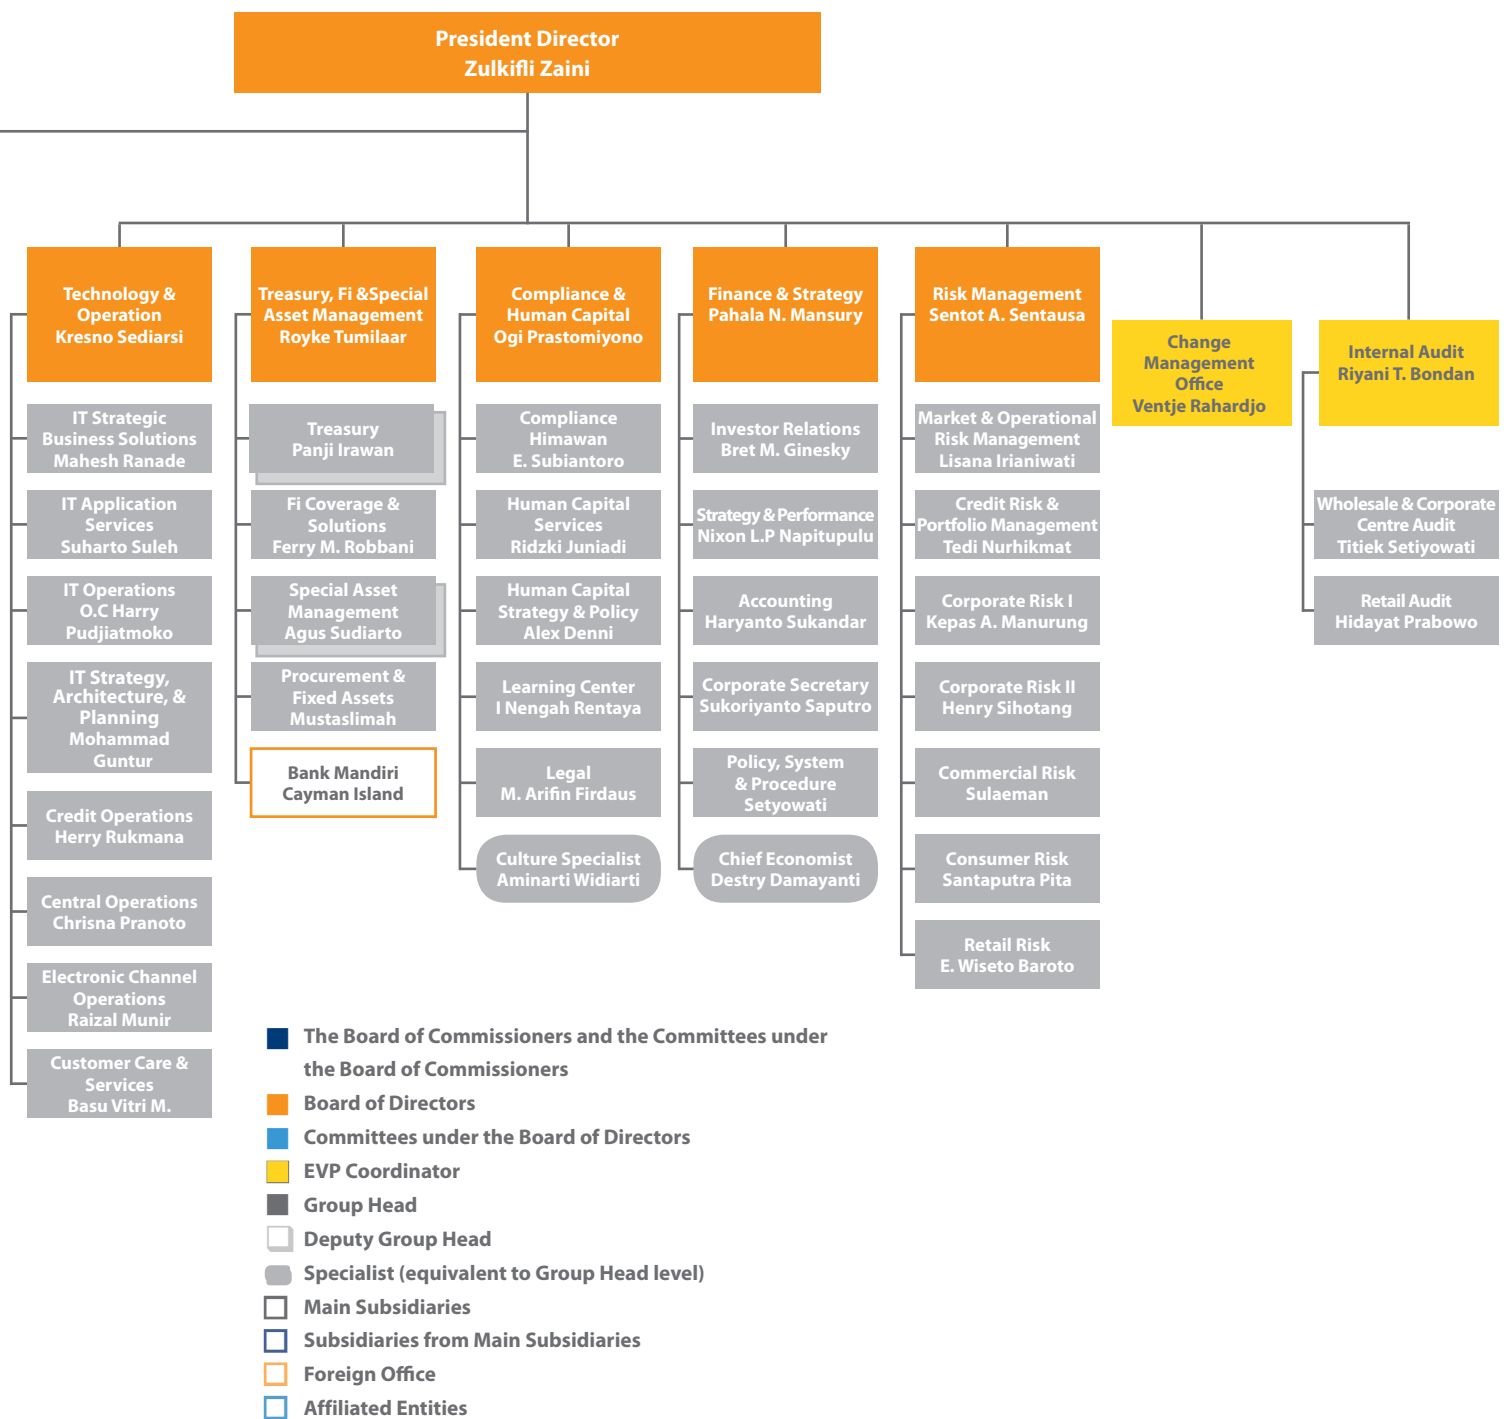 President Director
Zulkifli Zaini
Technology &
Operation
Kresno Sediarsi
IT Strategic
Business Solutions
Mahesh Ranade
IT Application
Services
Suharto Suleh
IT Operations
O.C Harry
Pudjiatmoko
IT Strategy,
Architecture, &
Planning
Mohammad
Guntur
Credit Operations
Herry Rukmana
Central Operations
Chrisna Pranoto
Electronic Channel
Operations
Raizal Munir
Customer Care &
Services
Basu Vitri M.
Treasury, Fi &Special
Asset Management
Royke Tumilaar
Treasury
Panji Irawan
Fi Coverage &
Solutions
Ferry M. Robbani
Special Asset
Management
Agus Sudiarto
Procurement &
Fixed Assets
Mustaslimah
Bank Mandiri
Cayman Island
Compliance &
Human Capital
Ogi Prastomiyono
Compliance
Himawan
E. Subiantoro
Human Capital
Services
Ridzki Juniadi
Human Capital
Strategy & Policy
Alex Denni
Learning Center
I Nengah Rentaya
Legal
M. Arifin Firdaus
Culture Specialist
Aminarti Widiarti
Finance & Strategy
Pahala N. Mansury
Investor Relations
Bret M. Ginesky
Strategy & Performance
Nixon L.P Napitupulu
Accounting
Haryanto Sukandar
Corporate Secretary
Sukoriyanto Saputro
Policy, System
& Procedure
Setyowati
Chief Economist
Destry Damayanti
Risk Management
Sentot A. Sentausa
Market & Operational
Risk Management
Lisana Irianiwati
Credit Risk &
Portfolio Management
Tedi Nurhikmat
Corporate Risk I
Kepas A. Manurung
Corporate Risk II
Henry Sihotang
Commercial Risk
Sulaeman
Consumer Risk
Santaputra Pita
Retail Risk
E. Wiseto Baroto
Change
Management
Office
Ventje Rahardjo
Internal Audit
Riyani T. Bondan
Wholesale & Corporate
Centre Audit
Titiek Setiyowati
Retail Audit
Hidayat Prabowo
The Board of Commissioners and the Committees under
the Board of Commissioners
Board of Directors
Committees under the Board of Directors
EVP Coordinator
Group Head
Deputy Group Head
Specialist (equivalent to Group Head level)
Main Subsidiaries
Subsidiaries from Main Subsidiaries
Foreign Office
Affiliated Entities